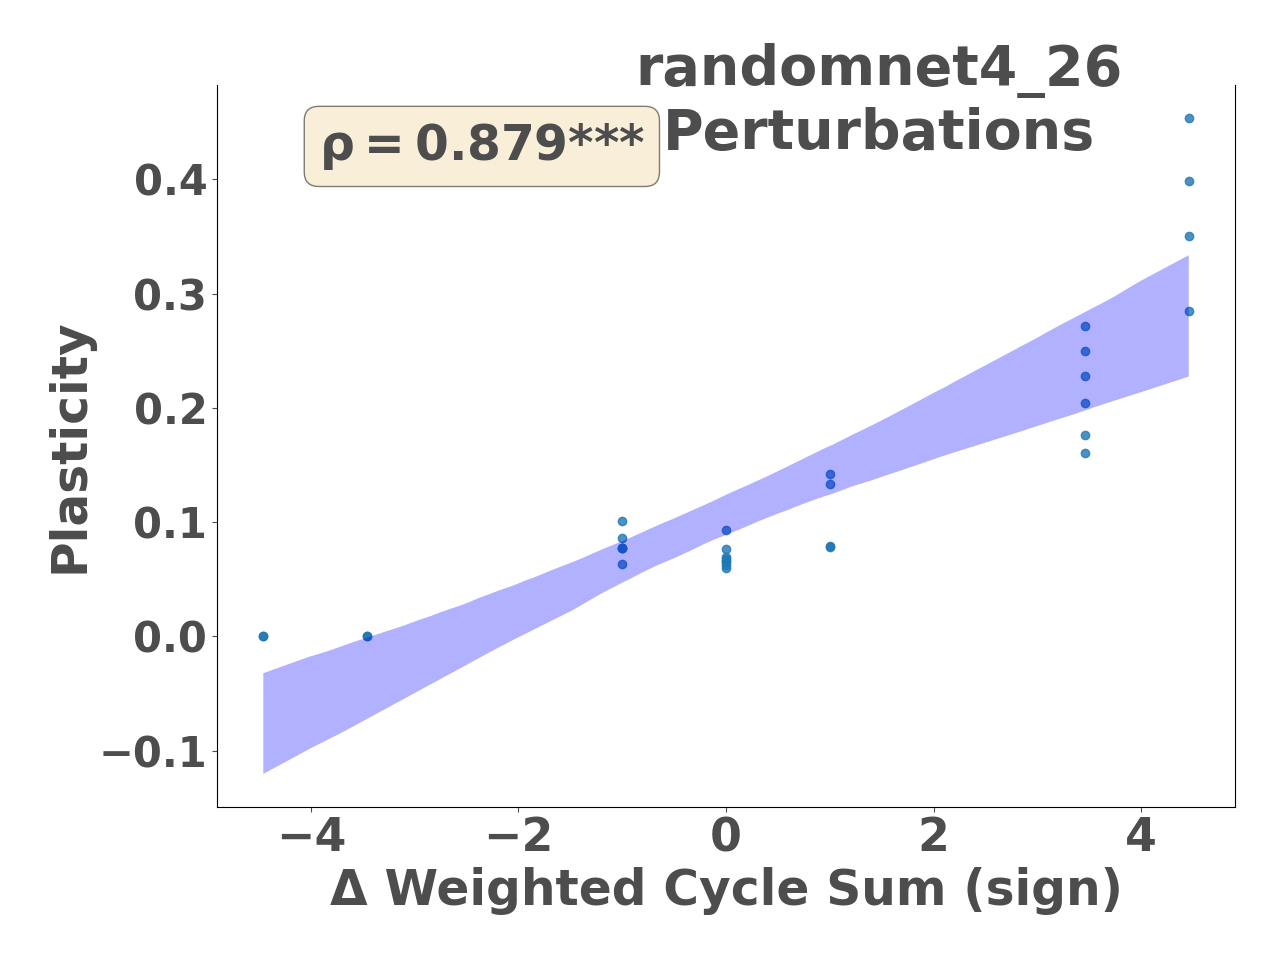 randomnet4_26
Perturbations
ρ = 0.879***
Plasticity
0.4
0.3
0.2
0.1
0.0
−0.1
−4 −2 0 2 4
Δ Weighted Cycle Sum (sign)